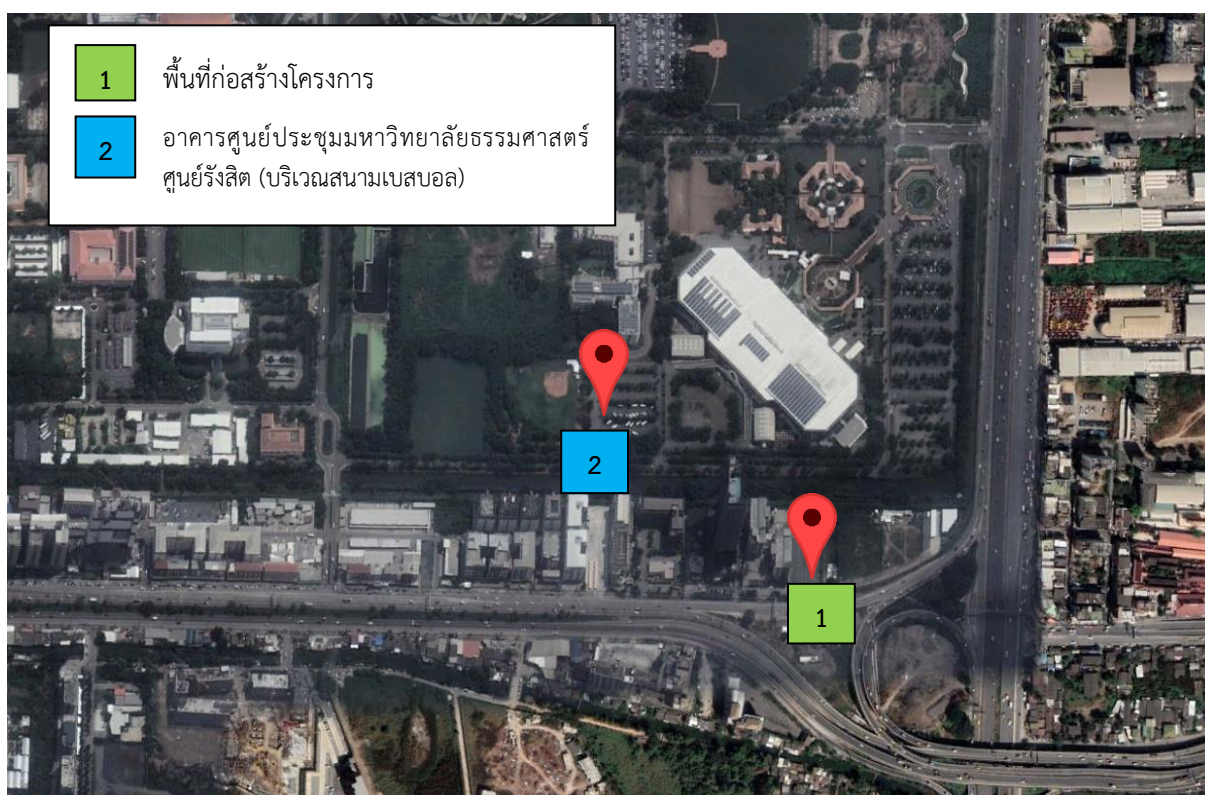 1
พื้นที่ก่อสร้างโครงการ
2
อาคารศูนย์ประชุมมหาวิทยาลัยธรรมศาสตร์
ศูนย์รังสิต (บริเวณสนามเบสบอล)
2
1